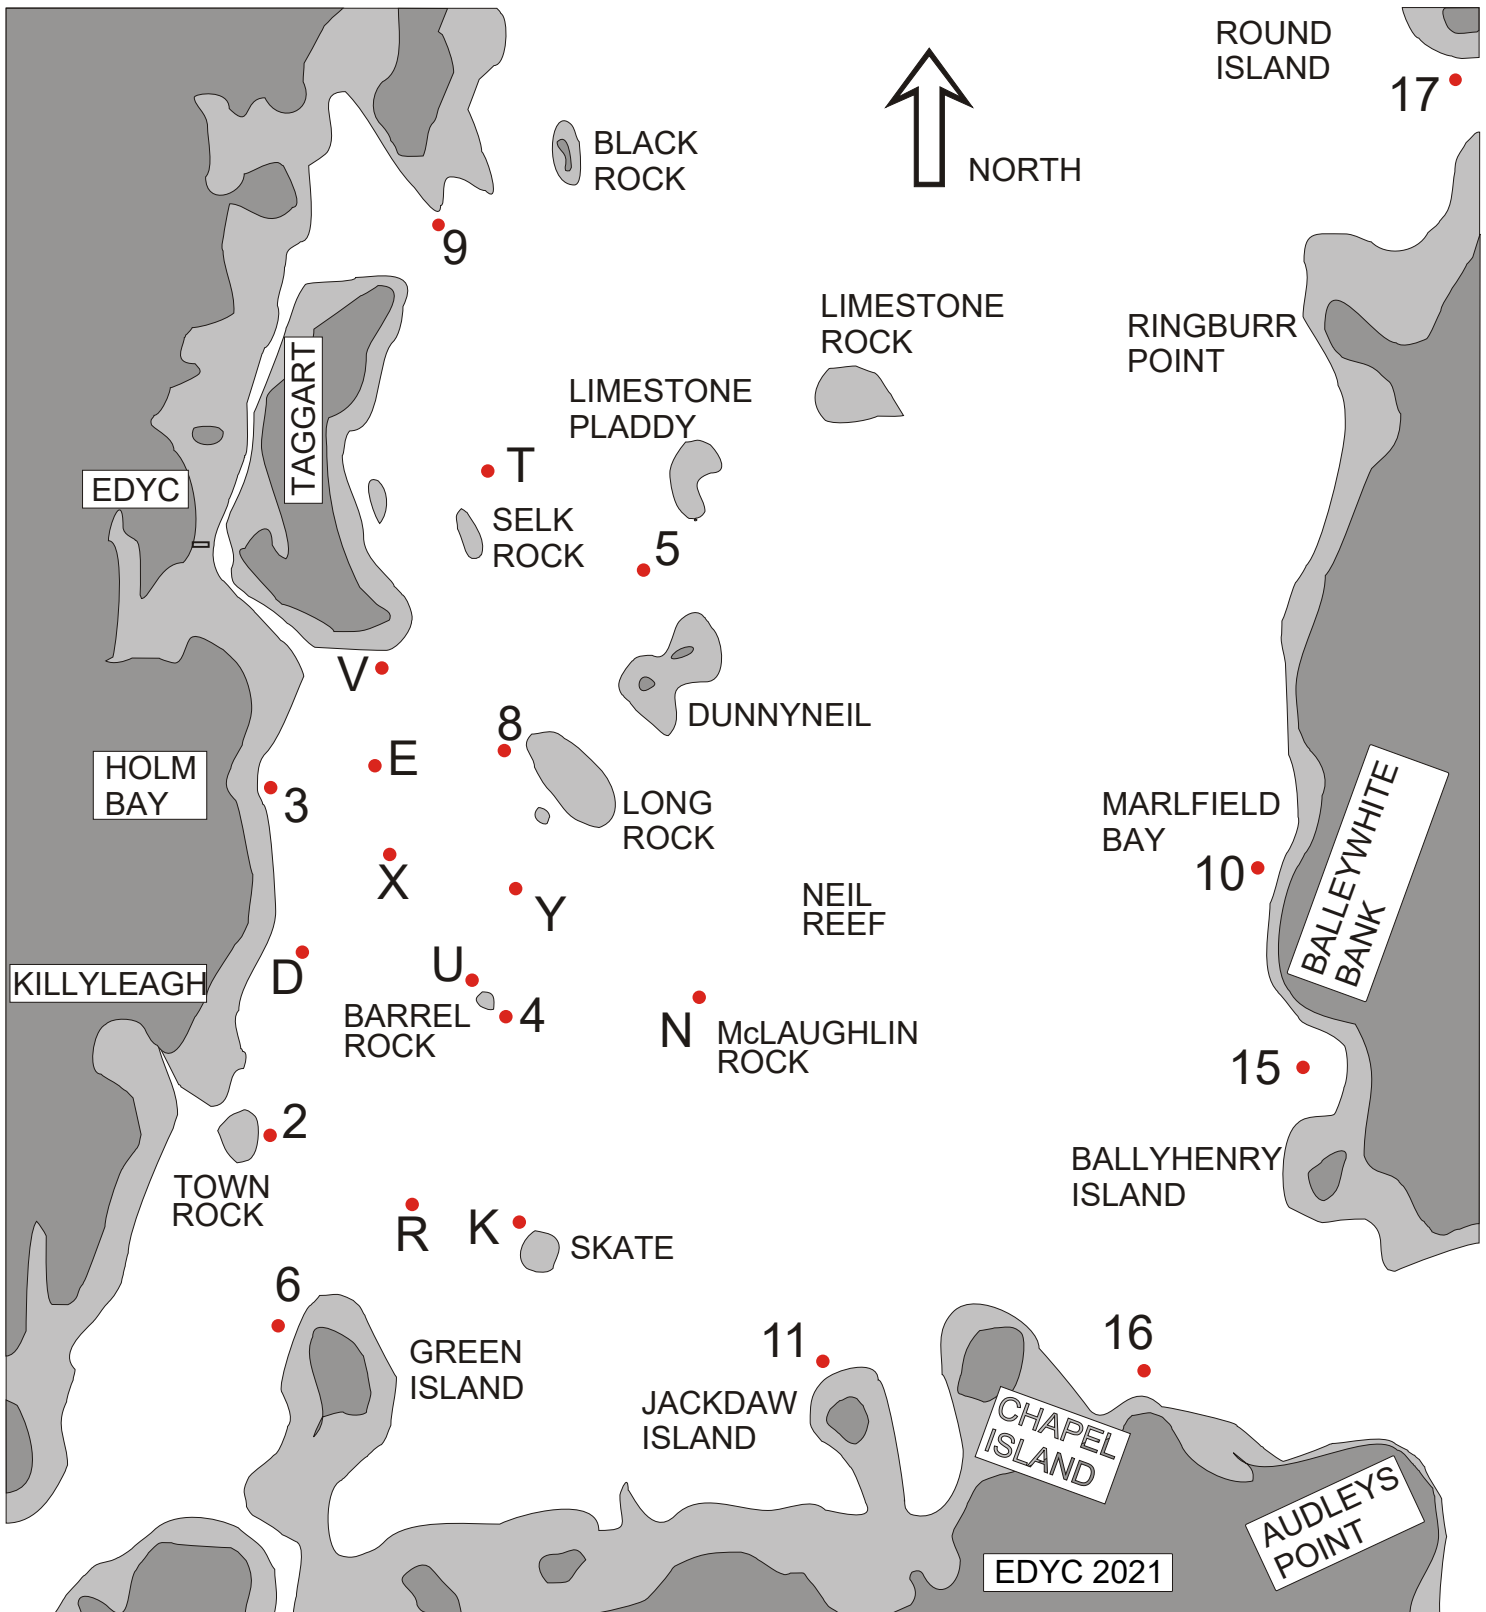 ROUND
ISLAND
17
BLACK
ROCK
NORTH
9
LIMESTONE
ROCK
RINGBURR
POINT
TAGGART
LIMESTONE
PLADDY
T
EDYC
SELK
ROCK
5
V
DUNNYNEIL
8
E
HOLM
BAY
3
LONG
ROCK
MARLFIELD
BAY
BALLEYWHITE
BANK
X
10
Y
NEIL
REEF
U
D
KILLYLEAGH
BARREL
ROCK
4
N
McLAUGHLIN
ROCK
15
2
TOWN
ROCK
BALLYHENRY
ISLAND
R
K
SKATE
6
GREEN
ISLAND
11
16
JACKDAW
ISLAND
CHAPEL
ISLAND
AUDLEYS
POINT
EDYC 2021